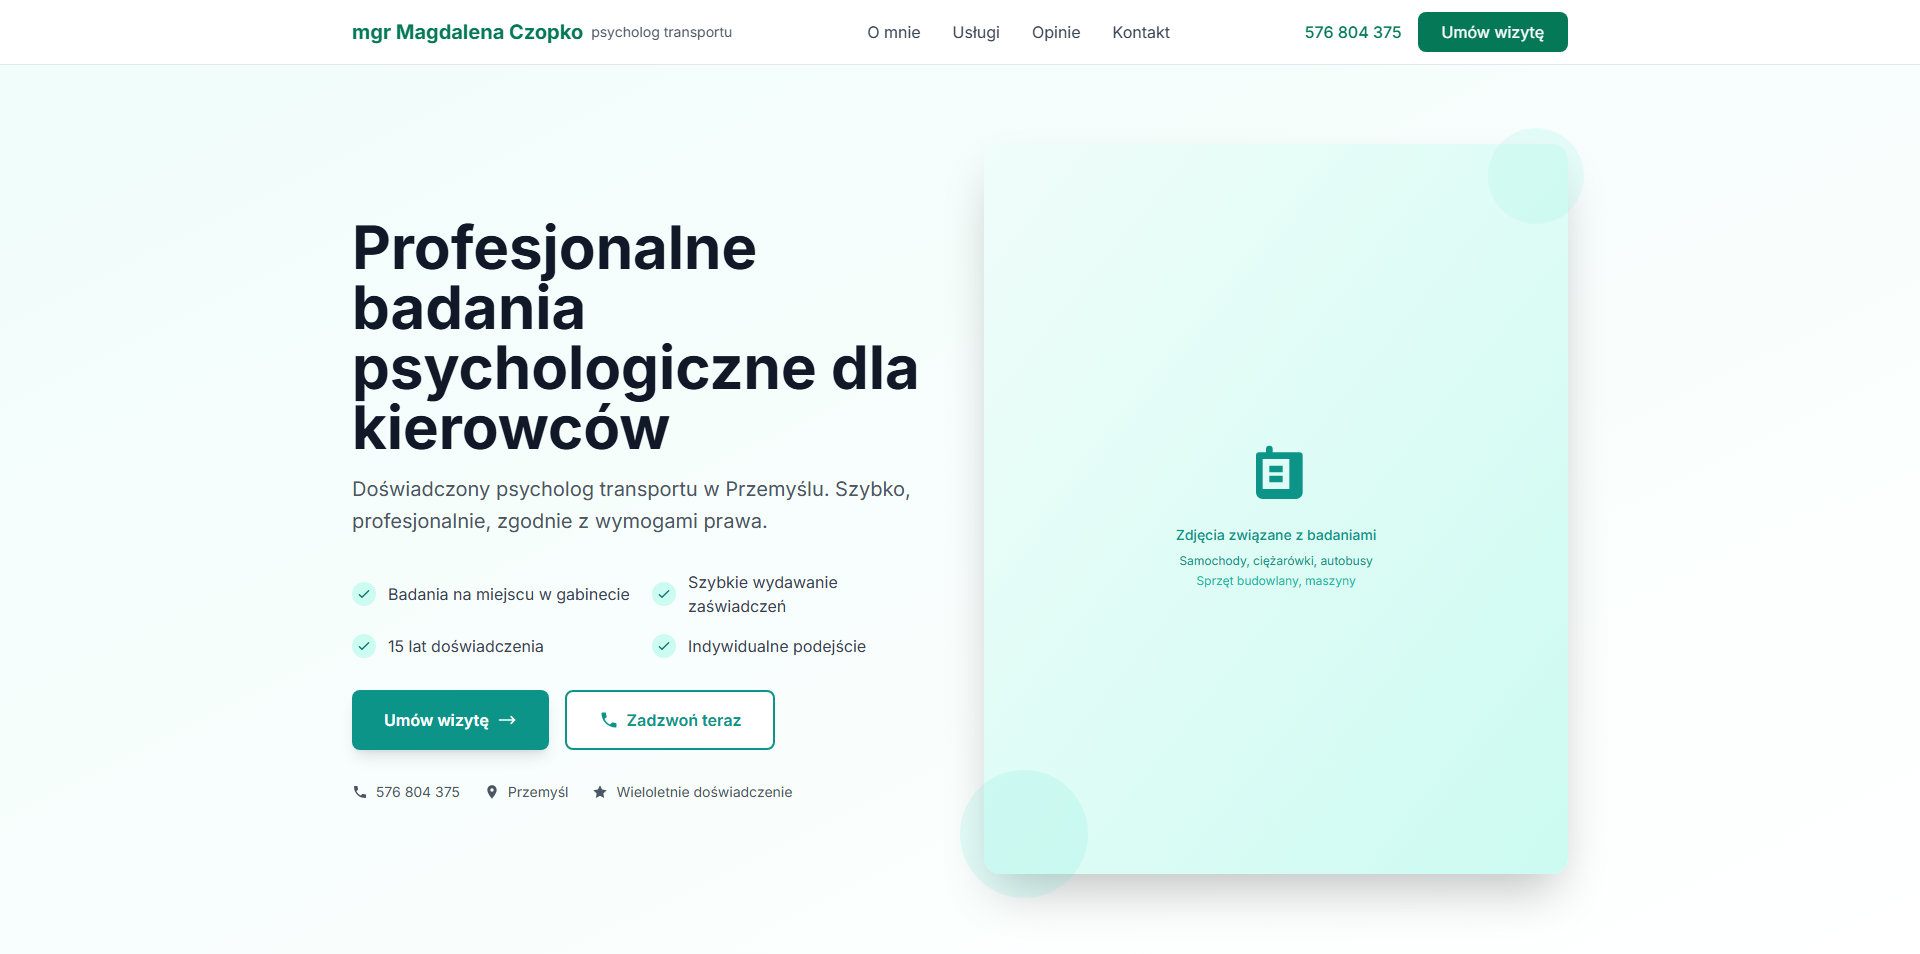 mgr Magdalena Czopko psycholog transportu
O mnie
Usługi
Opinie
Kontakt
576 804 375
Umów wizytę
Profesjonalne
badania
psychologiczne dla
kierowców
Doświadczony psycholog transportu w Przemyślu. Szybko,
profesjonalnie, zgodnie z wymogami prawa.
Badania na miejscu w gabinecie
Szybkie wydawanie
zaświadczeń
15 lat doświadczenia
Indywidualne podejście
Umów wizytę →
Zadzwoń teraz
576 804 375
Przemyśl
Wieloletnie doświadczenie
Zdjęcia związane z badaniami
Samochody, ciężarówki, autobusy
Sprzęt budowlany, maszyny